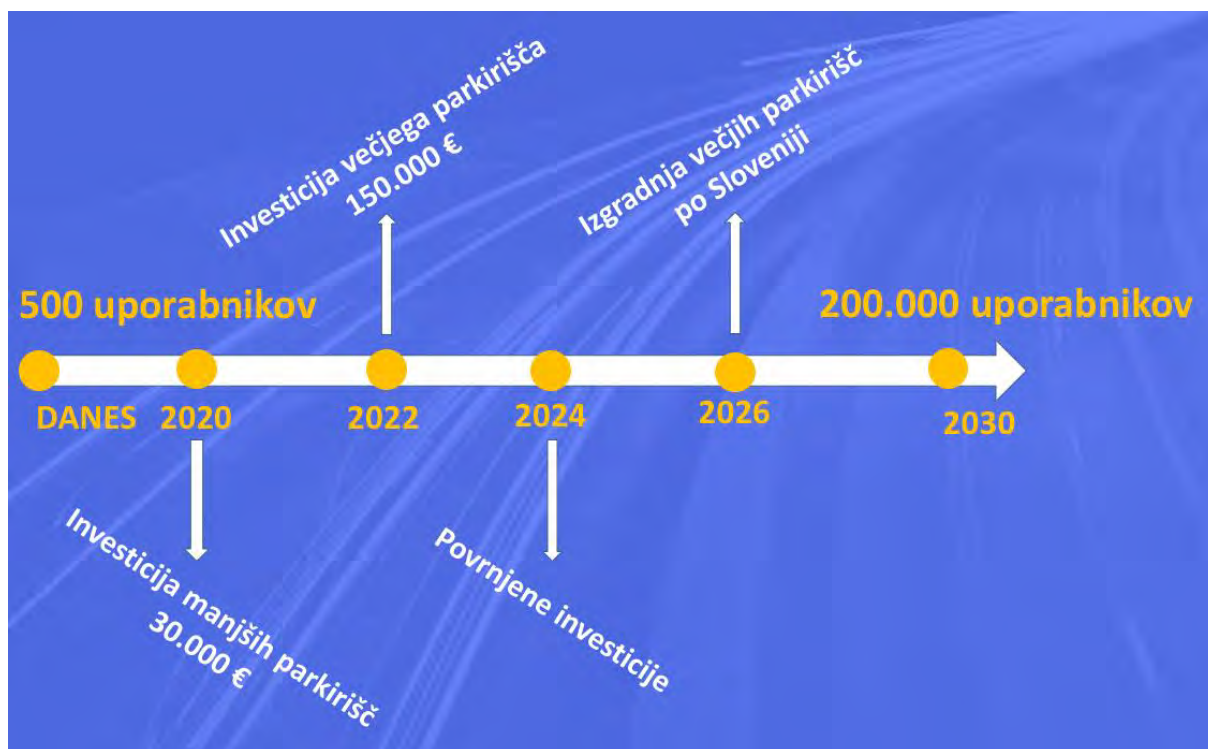 Investicija večjega parkirišča
150.000 €
Izgradnja večjih parkirišč
po Sloveniji
500 uporabnikov
200.000 uporabnikov
DANES
2020
2022
2024
2026
2030
Investicija manjših parkirišč
30.000 €
Povrnjene investicije